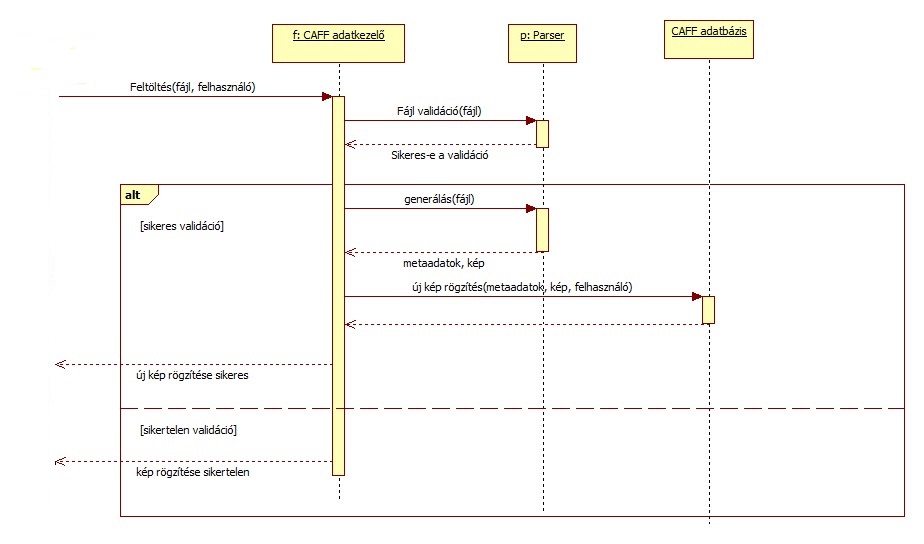 f: CAFF adatkezelő
p: Parser
CAFF adatbázis
Feltöltés(fájl, felhasználó)
Fájl validáció(fájl)
Sikeres-e a validáció
alt
generálás(fájl)
[sikeres validáció]
metaadatok, kép
új kép rögzítés(metaadatok, kép, felhasználó)
új kép rögzítése sikeres
[sikertelen validáció]
kép rögzítése sikertelen